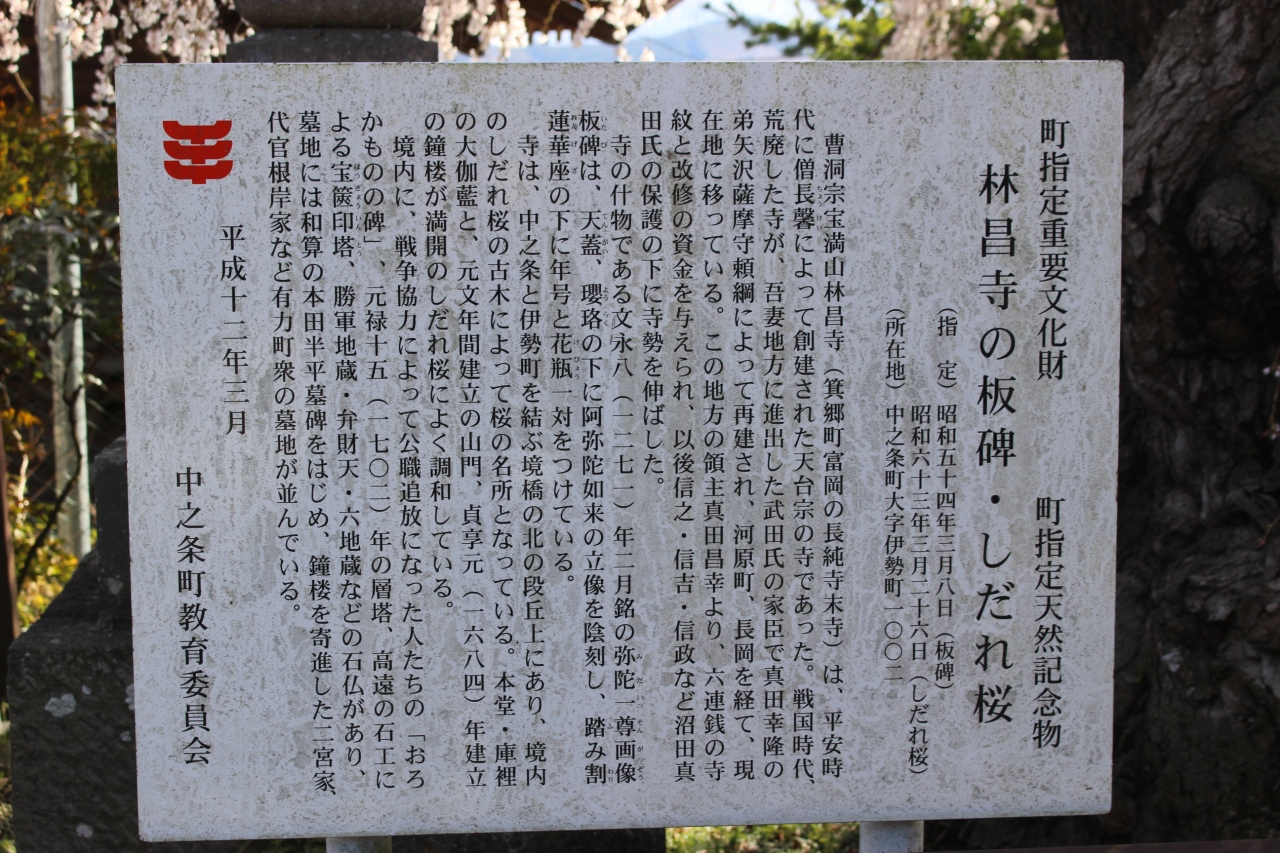 町指定重要文化財　町指定天然記念物
林昌寺の板碑・しだれ桜
（指　定）昭和五十四年三月八日（板碑）
昭和六十三年三月二十六日（しだれ桜）
（所在地）中之条町大字伊勢町一〇〇二
曹洞宗宝満山林昌寺（箕郷町富岡の長純寺末寺）は、平安時
代に僧長馨によって創建された天台宗の寺であった。戦国時代、
荒廃した寺が、吾妻地方に進出した武田氏の家臣で真田幸隆の
弟矢沢薩摩守頼綱によって再建され、河原町、長岡を経て、現
在地に移っている。この地方の領主真田昌幸より、六連銭の寺
紋と改修の資金を与えられ、以後信之・信吉・信政など沼田真
田氏の保護の下に寺勢を伸ばした。
寺の什物である文永八（一二七一）年二月銘の弥陀一尊画像
板碑は、天蓋、瓔珞の下に阿弥陀如来の立像を陰刻し、踏み割
蓮華座の下に年号と花瓶一対をつけている。
寺は、中之条と伊勢町を結ぶ境橋の北の段丘上にあり、境内
のしだれ桜の古木によって桜の名所となっている。本堂・庫裡
の大伽藍と、元文年間建立の山門、貞享元（一六八四）年建立
の鐘楼が満開のしだれ桜によく調和している。
境内に、戦争協力によって公職追放になった人たちの「おろ
かものの碑」、元禄十五（一七〇二）年の層塔、高遠の石工に
よる宝篋印塔、勝軍地蔵・弁財天・六地蔵などの石仏があり、
墓地には和算の本田半平墓碑をはじめ、鐘楼を寄進した二宮家、
代官根岸家など有力町衆の墓地が並んでいる。
平成十二年三月
中之条町教育委員会